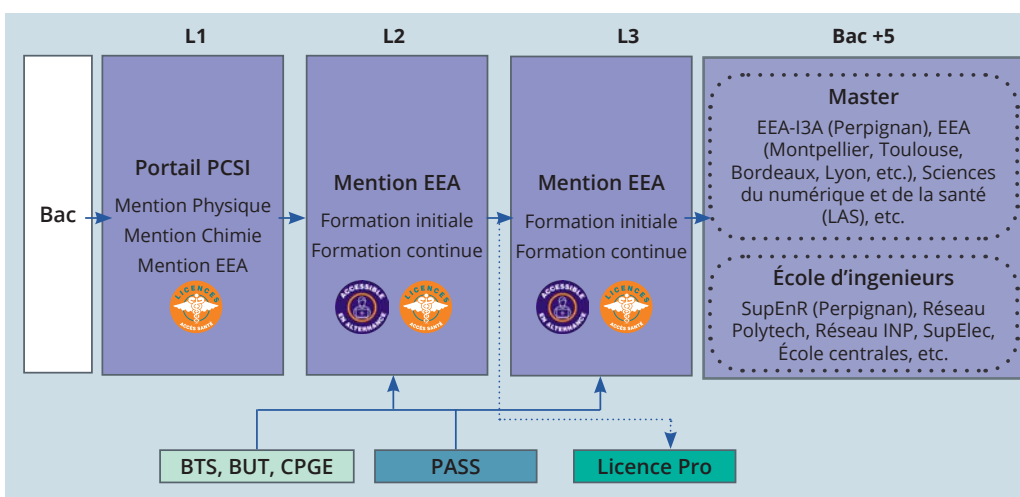 L1
L2
L3
Bac +5
Bac
Portail PCSI
Mention Physique
Mention Chimie
Mention EEA
LICENCES
ACCÈS SANTÉ
Mention EEA
Formation initiale
Formation continue
ACCESSIBLE
EN ALTERNANCE
LICENCES
ACCÈS SANTÉ
Mention EEA
Formation initiale
Formation continue
ACCESSIBLE
EN ALTERNANCE
LICENCES
ACCÈS SANTÉ
Master
EEA-I3A (Perpignan), EEA
(Montpellier, Toulouse,
Bordeaux, Lyon, etc.), Sciences
du numérique et de la santé
(LAS), etc.
École d’ingenieurs
SupEnR (Perpignan), Réseau
Polytech, Réseau INP, SupElec,
École centrales, etc.
BTS, BUT, CPGE
PASS
Licence Pro